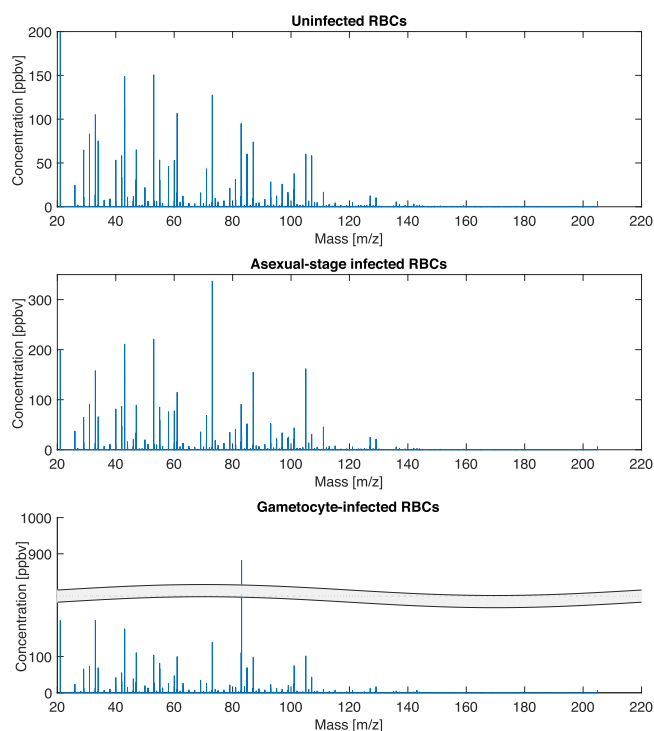 Uninfected RBCs
200
150
100
50
0
Concentration [ppbv]
20 40 60 80 100 120 140 160 180 200 220
Mass [m/z]
Asexual-stage infected RBCs
300
200
100
0
Concentration [ppbv]
20 40 60 80 100 120 140 160 180 200 220
Mass [m/z]
Gametocyte-infected RBCs
1000
900
100
0
Concentration [ppbv]
20 40 60 80 100 120 140 160 180 200 220
Mass [m/z]